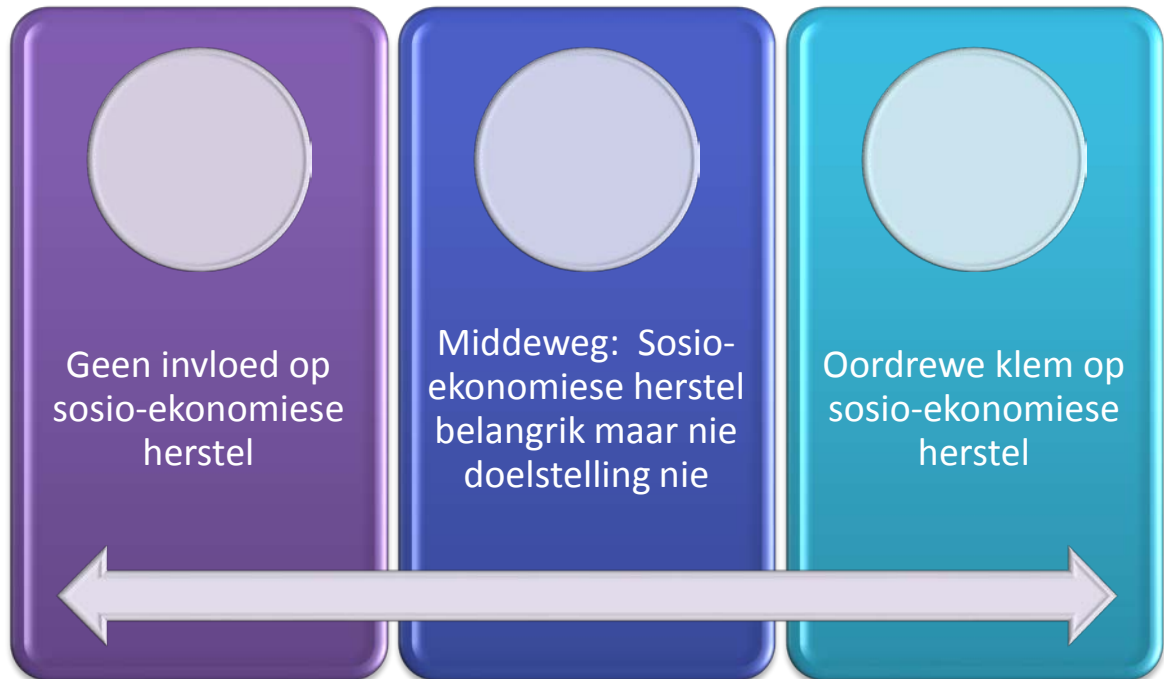 Geen invloed op
sosio-ekonomiese
herstel
Middeweg: Sosio-
ekonomiese herstel
belangrik maar nie
doelstelling nie
Oordrewe klem op
sosio-ekonomiese
herstel